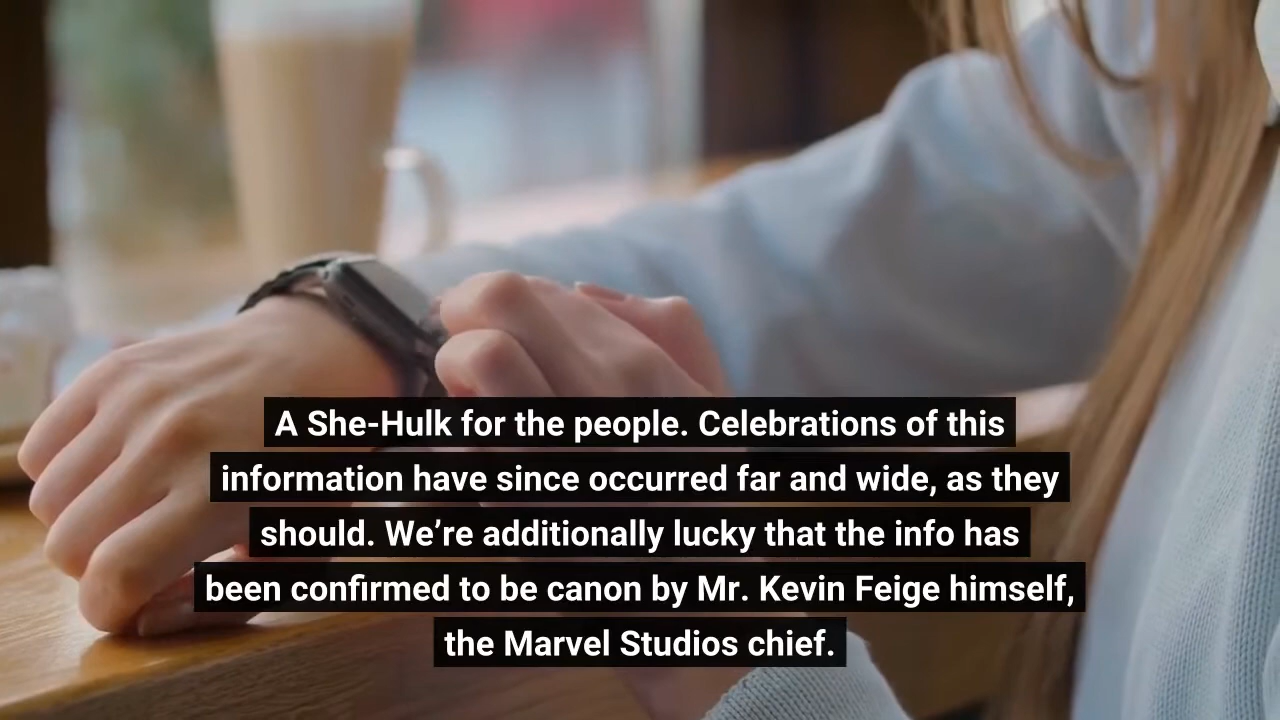 A She-Hulk for the people. Celebrations of this
information have since occurred far and wide, as they
should. We’re additionally lucky that the info has
been confirmed to be canon by Mr. Kevin Feige himself,
the Marvel Studios chief.